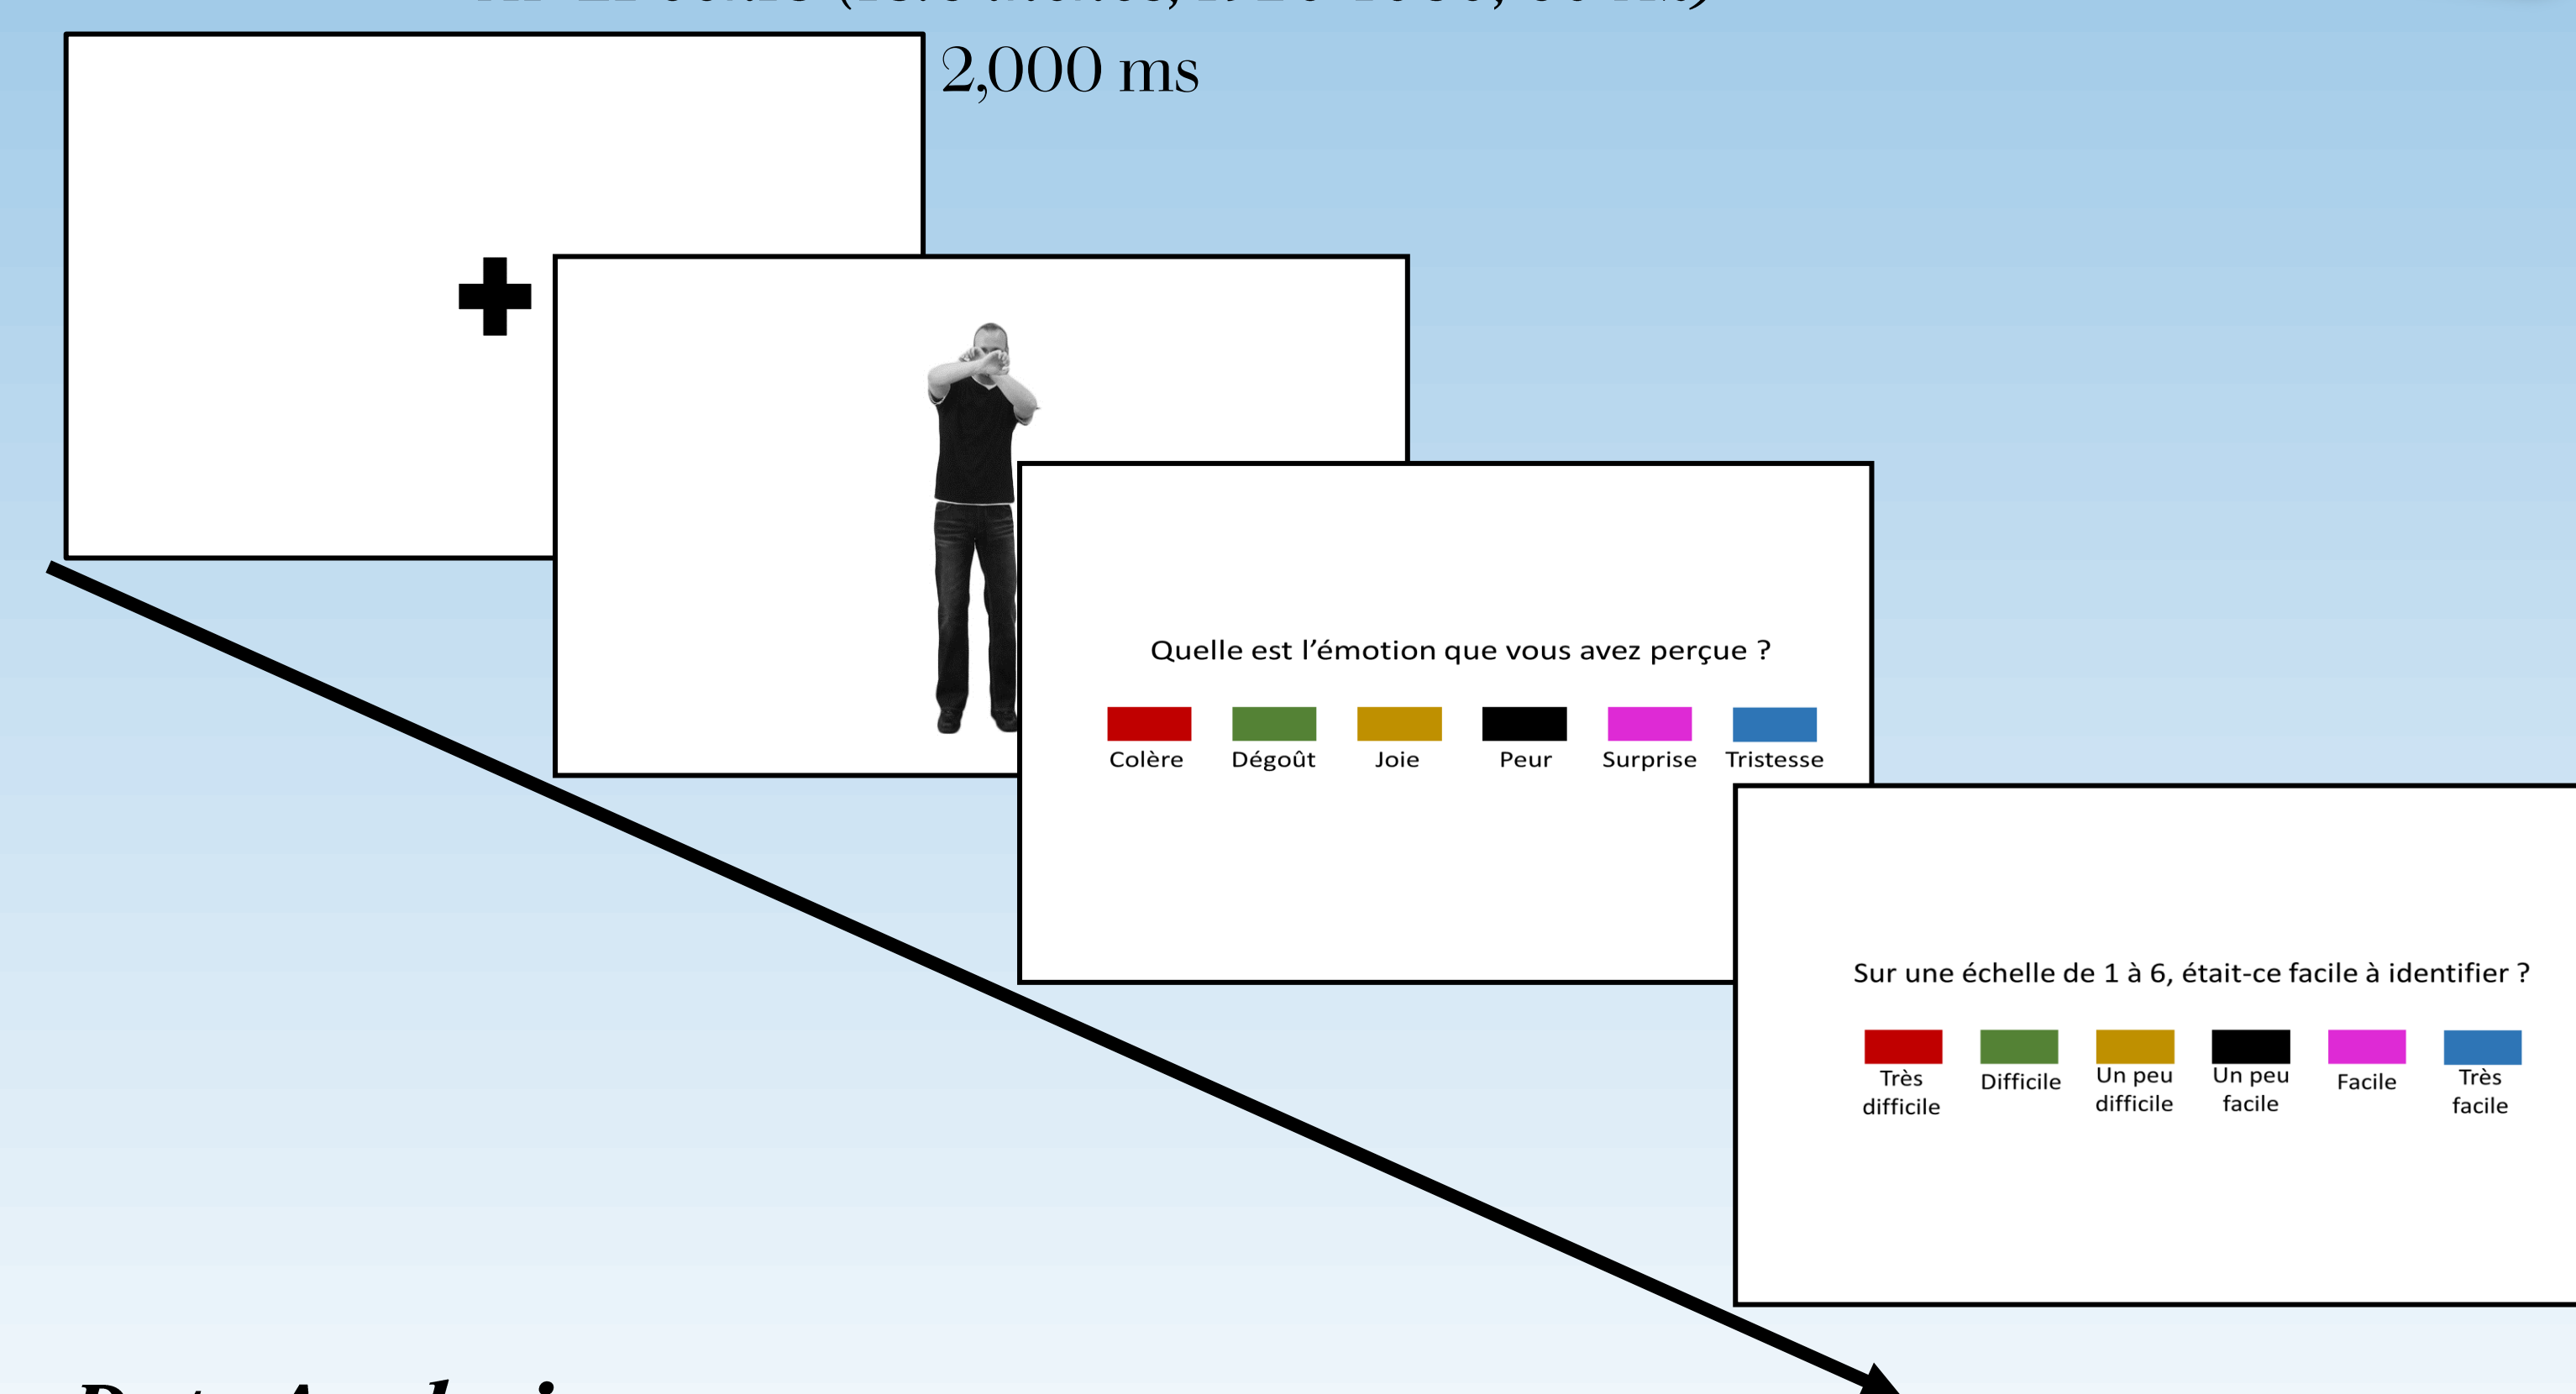 2,000 ms
Quelle est l'émotion que vous avez perçue ?
Colère Dégoût Joie Peur Surprise Tristesse
Sur une échelle de 1 à 6, était-ce facile à identifier ?
Très difficile Difficile Un peu difficile Un peu facile Facile Très facile